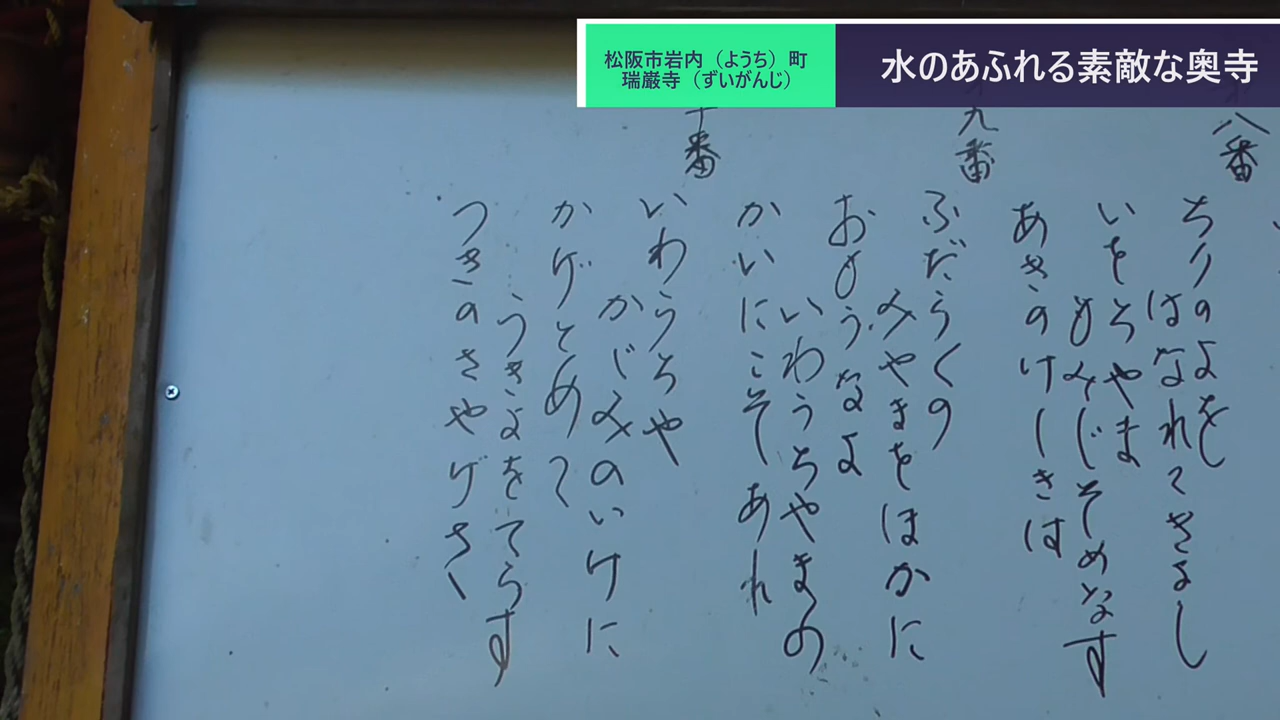 松阪市岩内（ようち）町
瑞巌寺（ずいがんじ）
水のあふれる素敵な奥寺
八番
ちりのよを
はなれてきよし
いをちやま
もみじそめなす
あきのけしきは
九番
ふだらくの
みやまをほかに
おもうなよ
いわうちやまの
かいにこそあれ
十番
いわうちや
かゞみのいけに
かげとめて
うきよをてらす
つきのさやげさ